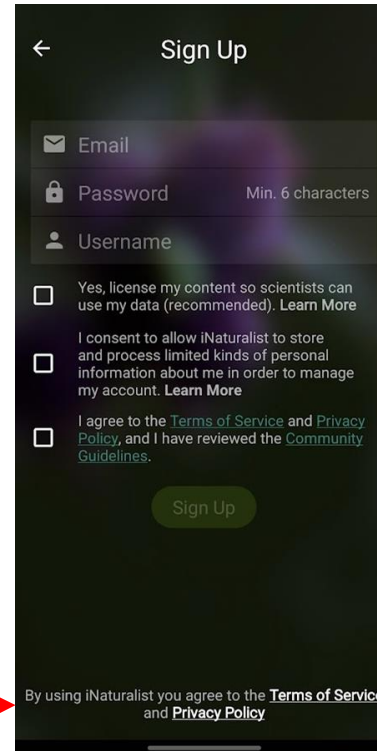 Sign Up
Email
Password Min. 6 characters
Username
Yes, license my content so scientists can
use my data (recommended). Learn More
I consent to allow iNaturalist to store
and process limited kinds of personal
information about me in order to manage
my account. Learn More
I agree to the Terms of Service and Privacy
Policy, and I have reviewed the Community
Guidelines.
Sign Up
By using iNaturalist you agree to the Terms of Service
and Privacy Policy